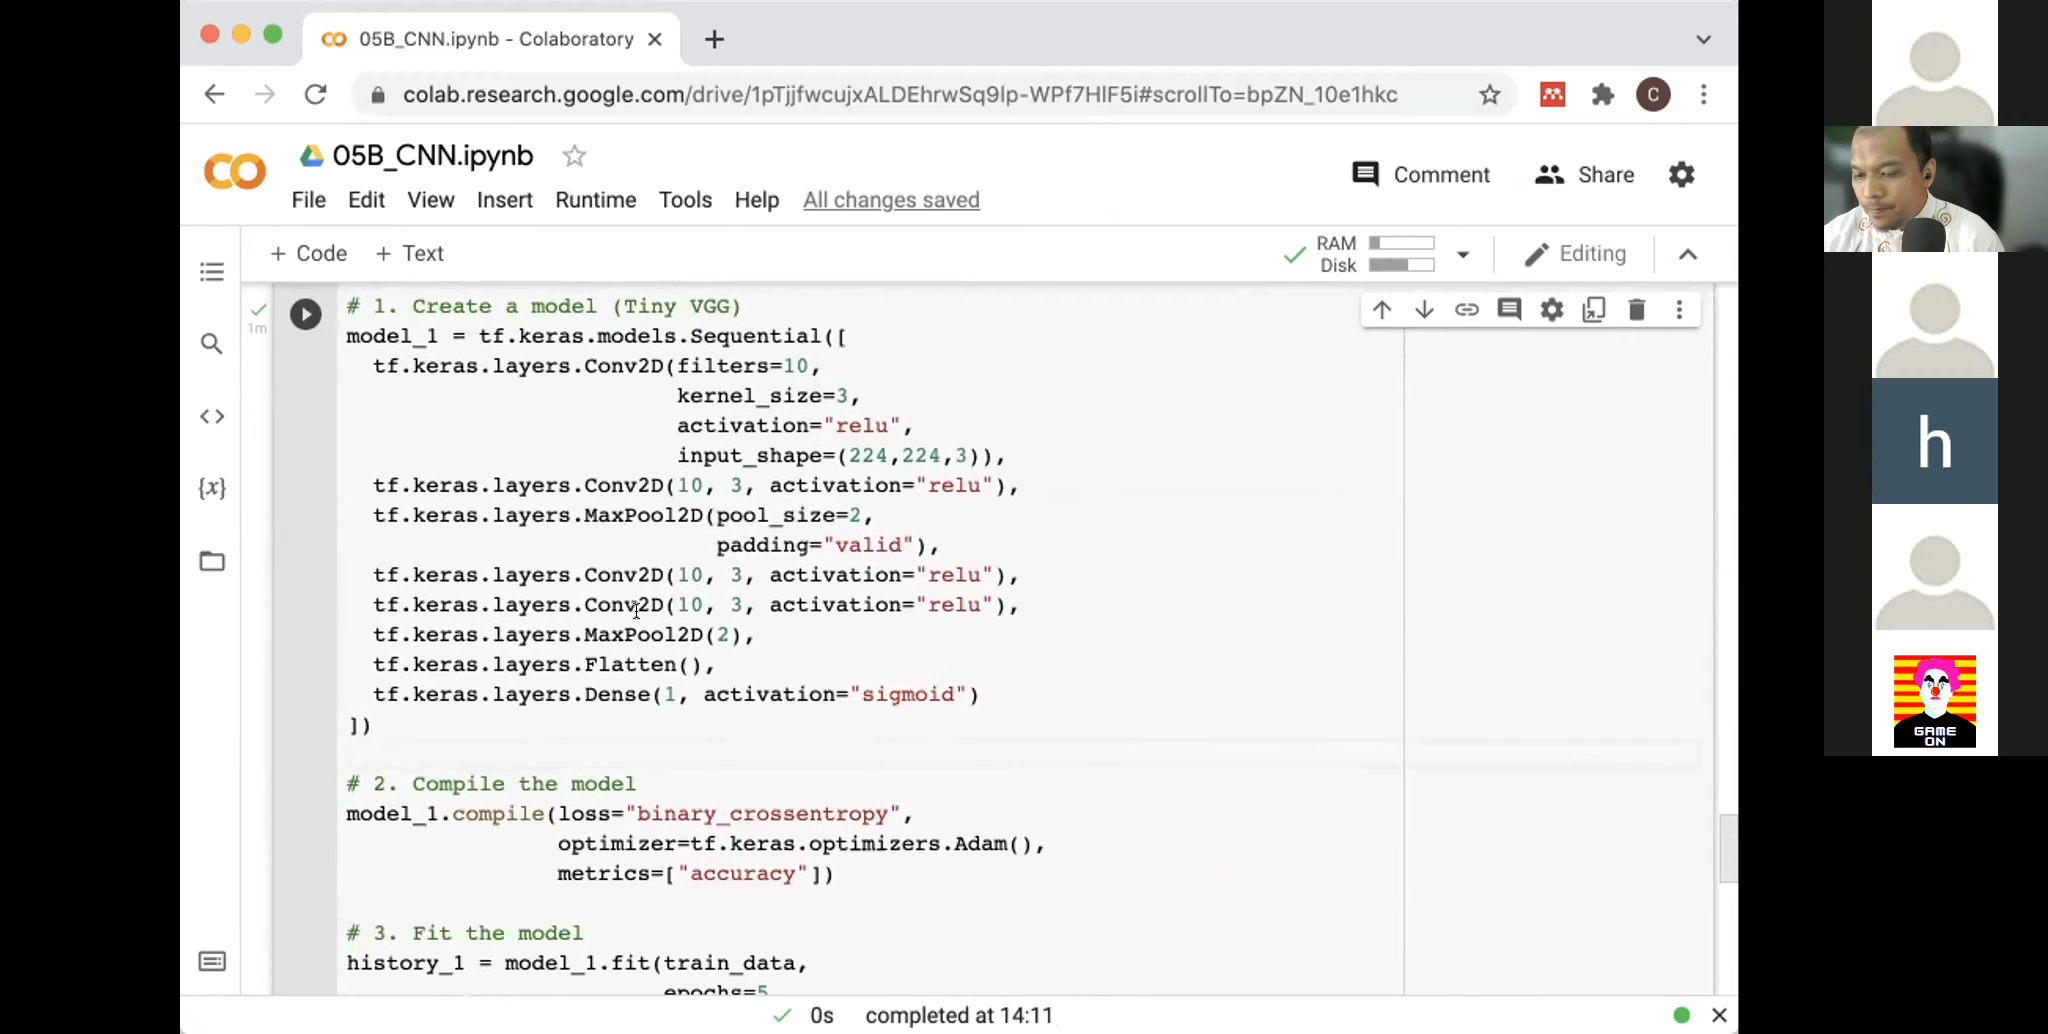 05B_CNN.ipynb - Colaboratory
colab.research.google.com/drive/1pTjjfwcujxALDEhrwSq9lp-WPf7HlF5i#scrollTo=bpZN_10e1hkc
C
05B_CNN.ipynb
Comment
Share
File Edit View Insert Runtime Tools Help All changes saved
+ Code + Text
RAM
Disk
Editing
1m
# 1. Create a model (Tiny VGG)
model_1 = tf.keras.models.Sequential([
  tf.keras.layers.Conv2D(filters=10,
                         kernel_size=3,
                         activation="relu",
                         input_shape=(224,224,3)),
  tf.keras.layers.Conv2D(10, 3, activation="relu"),
  tf.keras.layers.MaxPool2D(pool_size=2,
                            padding="valid"),
  tf.keras.layers.Conv2D(10, 3, activation="relu"),
  tf.keras.layers.Conv2D(10, 3, activation="relu"),
  tf.keras.layers.MaxPool2D(2),
  tf.keras.layers.Flatten(),
  tf.keras.layers.Dense(1, activation="sigmoid")
])
# 2. Compile the model
model_1.compile(loss="binary_crossentropy",
                optimizer=tf.keras.optimizers.Adam(),
                metrics=["accuracy"])
# 3. Fit the model
history_1 = model_1.fit(train_data,
                        epochs=5
0s completed at 14:11
{x}
h
GAME
ON